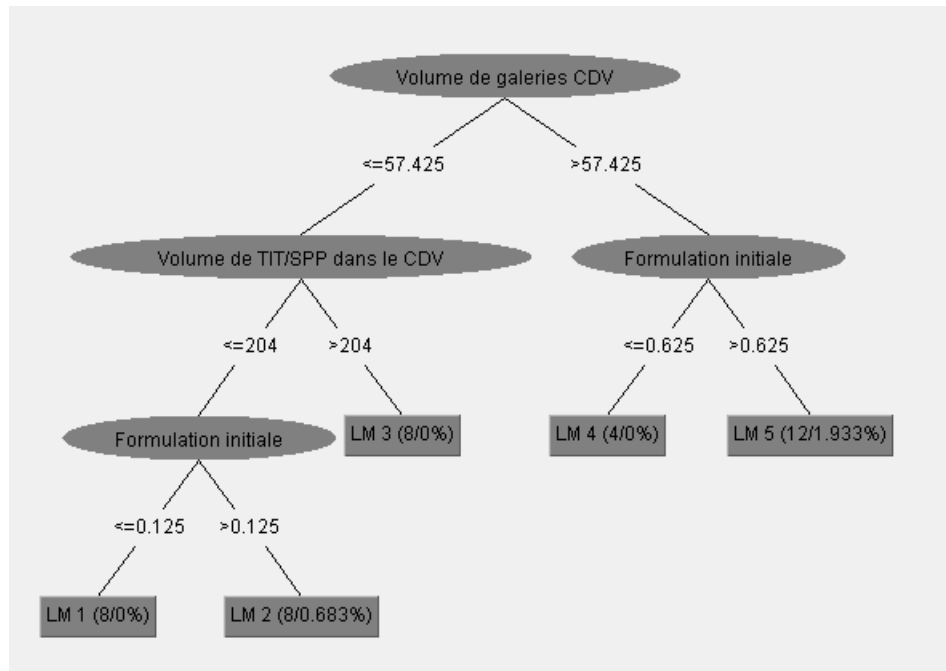 Volume de galeries CDV
<=57.425
>57.425
Volume de TIT/SPP dans le CDV
Formulation initiale
<=204
>204
<=0.625
>0.625
Formulation initiale
LM 3 (8/0%)
LM 4 (4/0%)
LM 5 (12/1.933%)
<=0.125
>0.125
LM 1 (8/0%)
LM 2 (8/0.683%)